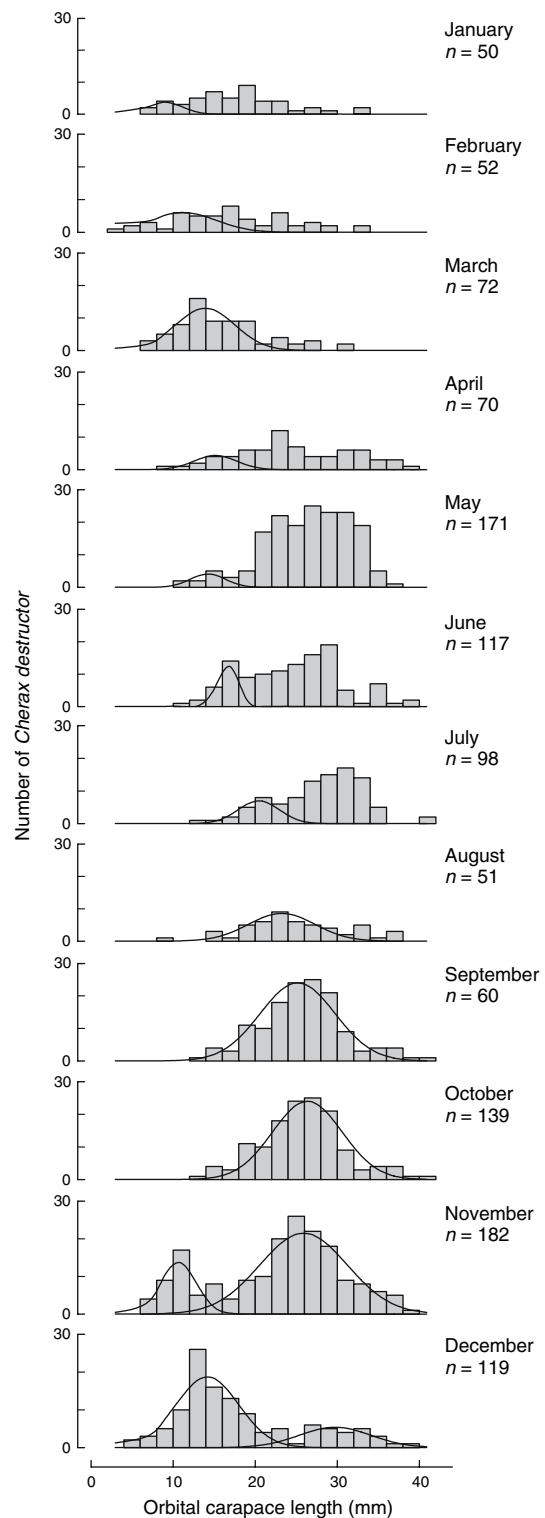 30
0
January
n = 50
30
0
February
n = 52
30
0
March
n = 72
30
0
April
n = 70
30
0
May
n = 171
30
0
June
n = 117
30
0
July
n = 98
30
0
August
n = 51
30
0
September
n = 60
30
0
October
n = 139
30
0
November
n = 182
30
0
December
n = 119
Number of Cherax destructor
0 10 20 30 40
Orbital carapace length (mm)